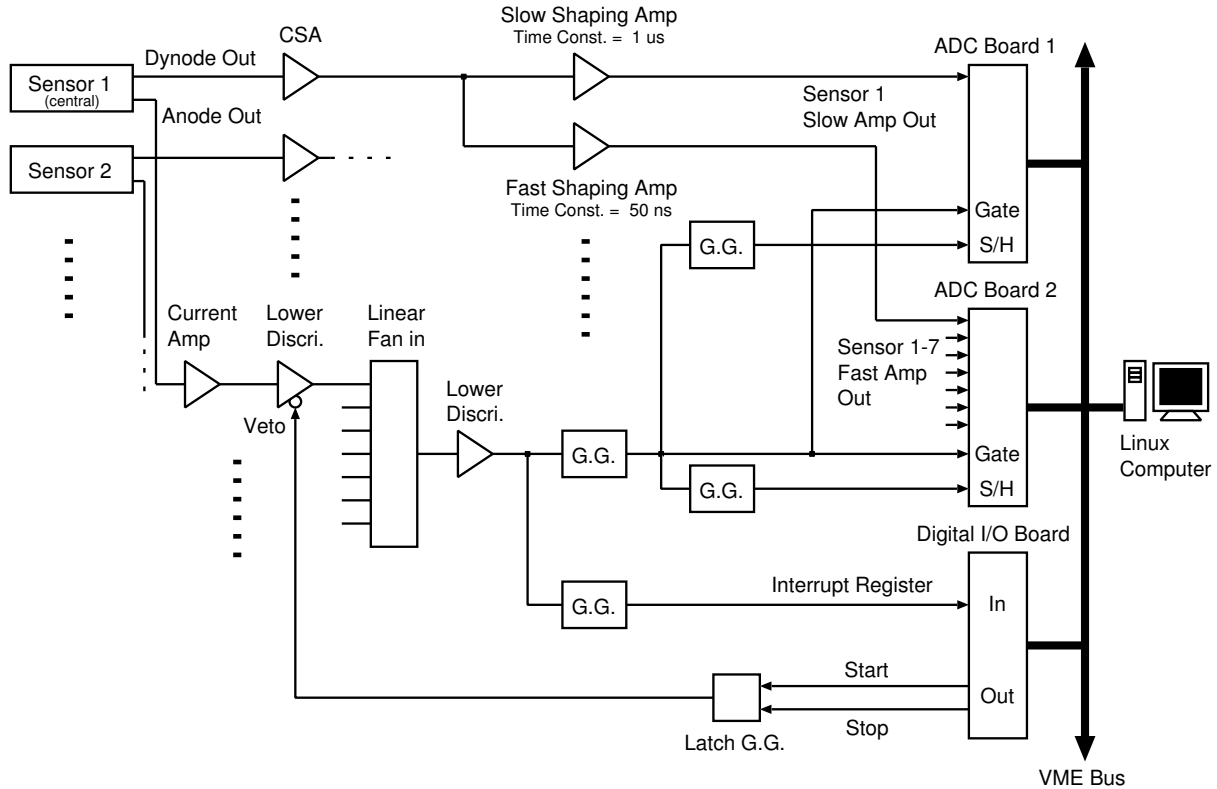 Slow Shaping Amp
Time Const. = 1 us
CSA
ADC Board 1
Dynode Out
Sensor 1
(central)
Anode Out
Sensor 1
Slow Amp Out
Sensor 2
Fast Shaping Amp
Time Const. = 50 ns
Gate
G.G.
S/H
ADC Board 2
Current
Amp
Lower
Discri.
Linear
Fan in
Sensor 1-7
Fast Amp
Out
Lower
Discri.
Veto
Linux
Computer
G.G.
Gate
G.G.
S/H
Digital I/O Board
Interrupt Register
G.G.
In
Start
Out
Stop
Latch G.G.
VME Bus